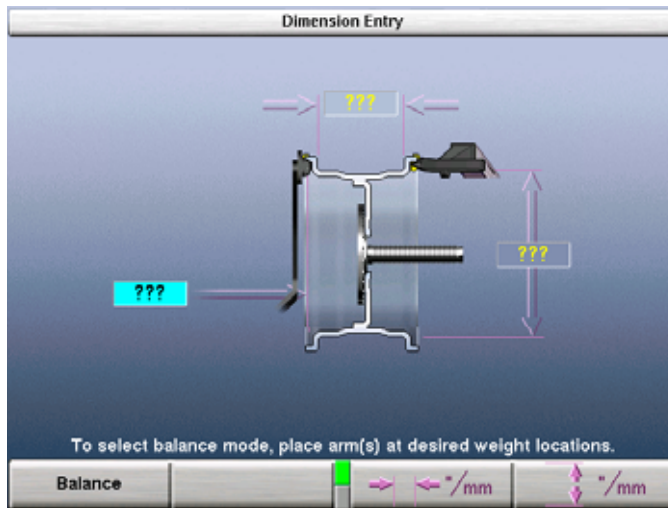 Dimension Entry
???
???
???
To select balance mode, place arm(s) at desired weight locations.
Balance
"/mm
"/mm